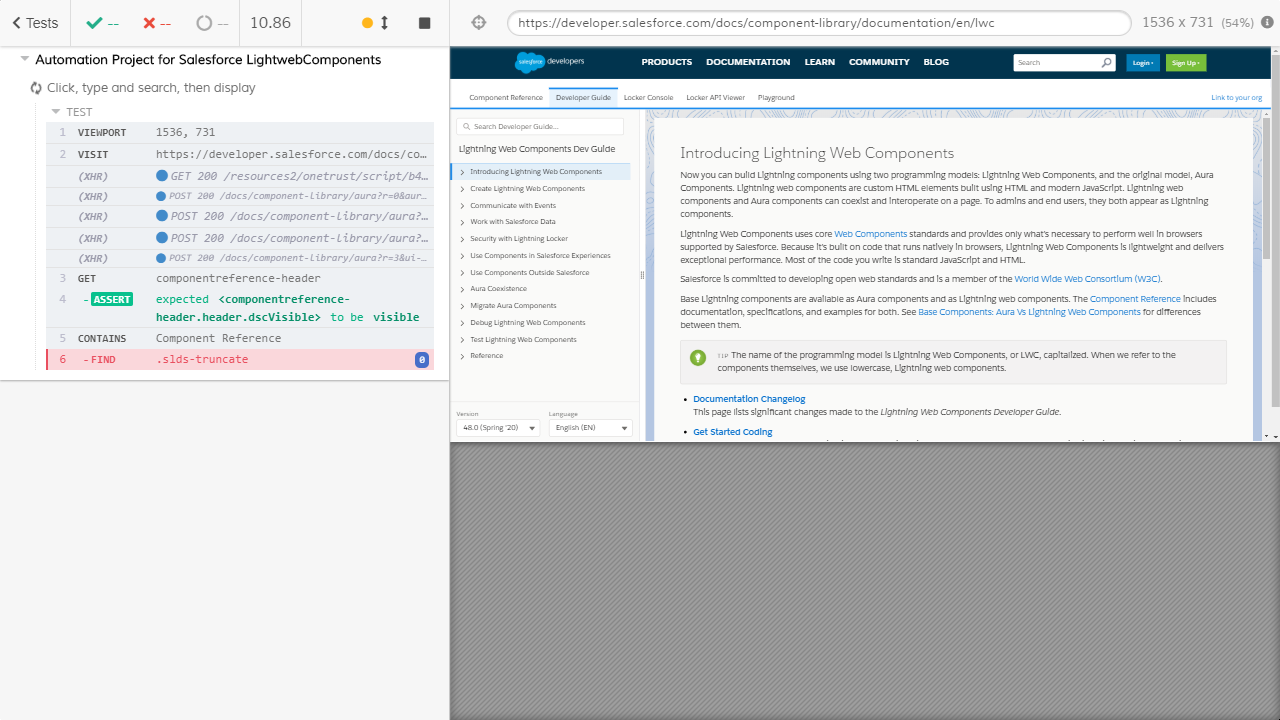 Tests
--
--
--
10.86
https://developer.salesforce.com/docs/component-library/documentation/en/lwc
1536 x 731 (54%)
Automation Project for Salesforce LightwebComponents
Click, type and search, then display
TEST
1 VIEWPORT 1536, 731
2 VISIT https://developer.salesforce.com/docs/co…
(XHR) GET 200 /resources2/onetrust/script/b4…
(XHR) POST 200 /docs/component-library/aura?r=0&aur…
(XHR) POST 200 /docs/component-library/aura?…
(XHR) POST 200 /docs/component-library/aura?…
(XHR) POST 200 /docs/component-library/aura?r=3&ui-…
3 GET componentreference-header
4 -ASSERT expected <componentreference-
header.header.dscVisible> to be visible
5 CONTAINS Component Reference
6 -FIND .slds-truncate 0
salesforce developers
PRODUCTS DOCUMENTATION LEARN COMMUNITY BLOG
Search
Login
Sign Up
Component Reference Developer Guide Locker Console Locker API Viewer Playground
Link to your org
Search Developer Guide...
Lightning Web Components Dev Guide
Introducing Lightning Web Components
Create Lightning Web Components
Communicate with Events
Work with Salesforce Data
Security with Lightning Locker
Use Components in Salesforce Experiences
Use Components Outside Salesforce
Aura Coexistence
Migrate Aura Components
Debug Lightning Web Components
Test Lightning Web Components
Reference
Version Language
48.0 (Spring '20) English (EN)
Introducing Lightning Web Components
Now you can build Lightning components using two programming models: Lightning Web Components, and the original model, Aura
Components. Lightning web components are custom HTML elements built using HTML and modern JavaScript. Lightning web
components and Aura components can coexist and interoperate on a page. To admins and end users, they both appear as Lightning
components.
Lightning Web Components uses core Web Components standards and provides only what's necessary to perform well in browsers
supported by Salesforce. Because it's built on code that runs natively in browsers, Lightning Web Components is lightweight and delivers
exceptional performance. Most of the code you write is standard JavaScript and HTML.
Salesforce is committed to developing open web standards and is a member of the World Wide Web Consortium (W3C).
Base Lightning components are available as Aura components and as Lightning web components. The Component Reference includes
documentation, specifications, and examples for both. See Base Components: Aura Vs Lightning Web Components for differences
between them.
TIP The name of the programming model is Lightning Web Components, or LWC, capitalized. When we refer to the
components themselves, we use lowercase, Lightning web components.
• Documentation Changelog
This page lists significant changes made to the Lightning Web Components Developer Guide.
• Get Started Coding